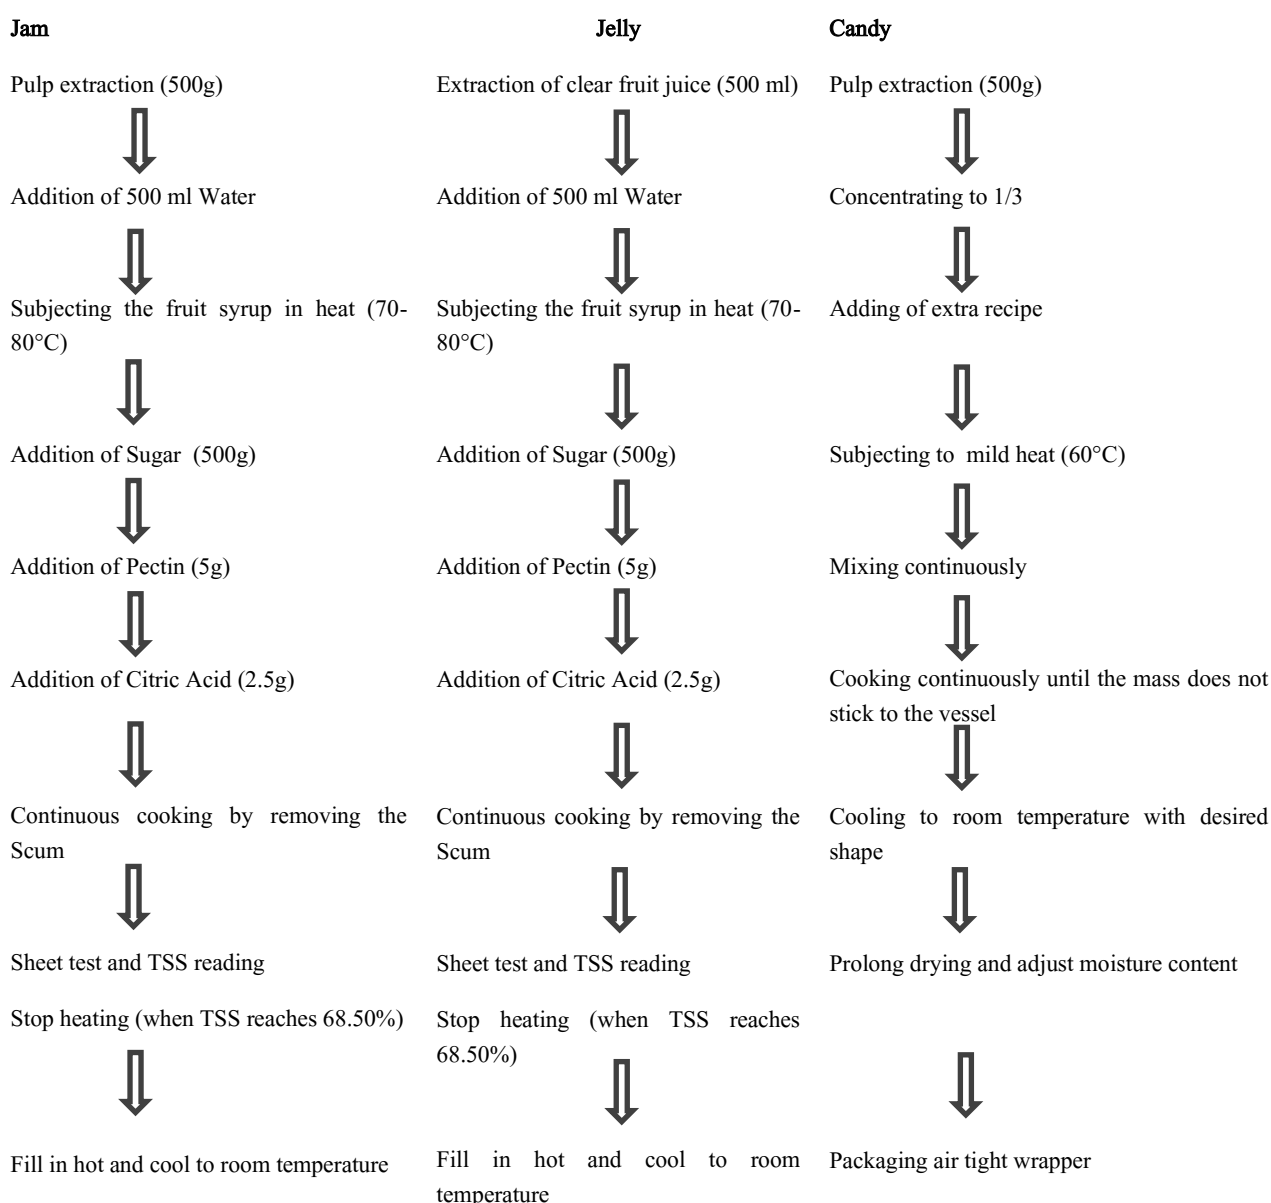 Jam
Pulp extraction (500g)
Addition of 500 ml Water
Subjecting the fruit syrup in heat (70-
80°C)
Addition of Sugar (500g)
Addition of Pectin (5g)
Addition of Citric Acid (2.5g)
Continuous cooking by removing the
Scum
Sheet test and TSS reading
Stop heating (when TSS reaches 68.50%)
Fill in hot and cool to room temperature
Jelly
Extraction of clear fruit juice (500 ml)
Addition of 500 ml Water
Subjecting the fruit syrup in heat (70-
80°C)
Addition of Sugar (500g)
Addition of Pectin (5g)
Addition of Citric Acid (2.5g)
Continuous cooking by removing the
Scum
Sheet test and TSS reading
Stop heating (when TSS reaches
68.50%)
Fill in hot and cool to room
temperature
Candy
Pulp extraction (500g)
Concentrating to 1/3
Adding of extra recipe
Subjecting to mild heat (60°C)
Mixing continuously
Cooking continuously until the mass does not
stick to the vessel
Cooling to room temperature with desired
shape
Prolong drying and adjust moisture content
Packaging air tight wrapper